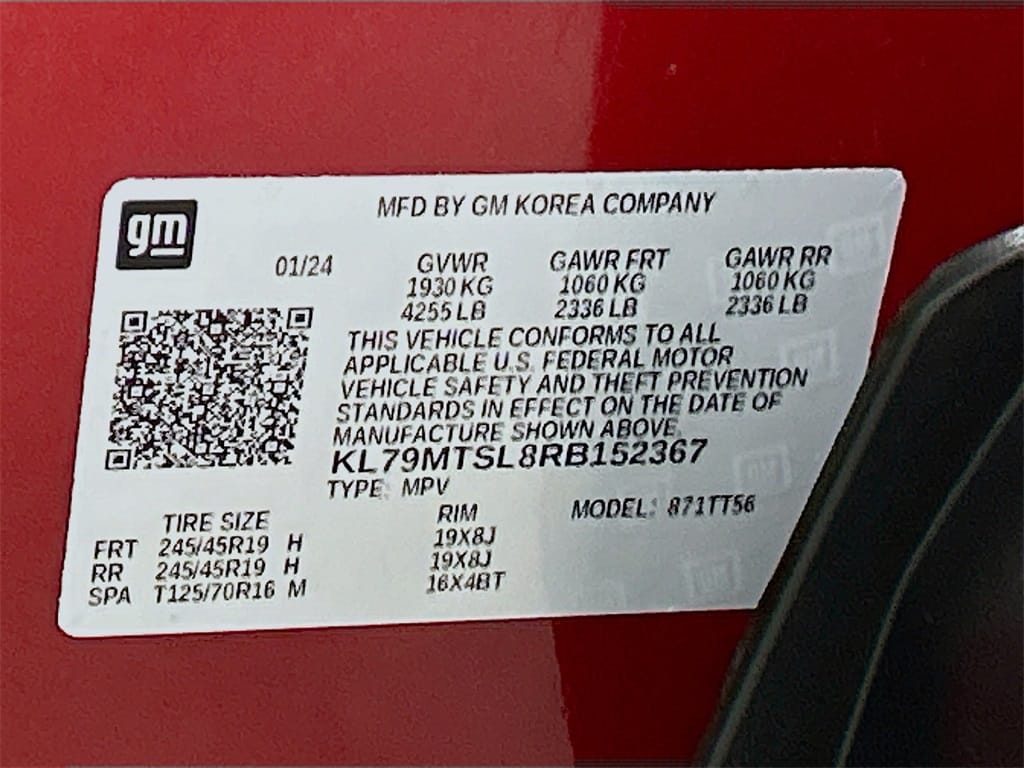 gm
MFD BY GM KOREA COMPANY
01/24 GVWR GAWR FRT GAWR RR
1930 KG 1060 KG 1060 KG
4255 LB 2336 LB 2336 LB
THIS VEHICLE CONFORMS TO ALL
APPLICABLE U.S. FEDERAL MOTOR
VEHICLE SAFETY AND THEFT PREVENTION
STANDARDS IN EFFECT ON THE DATE OF
MANUFACTURE SHOWN ABOVE.
KL79MTSL8RB152367
TYPE: MPV
TIRE SIZE RIM MODEL: 871TT56
FRT 245/45R19 H 19X8J
RR 245/45R19 H 19X8J
SPA T125/70R16 M 16X4BT